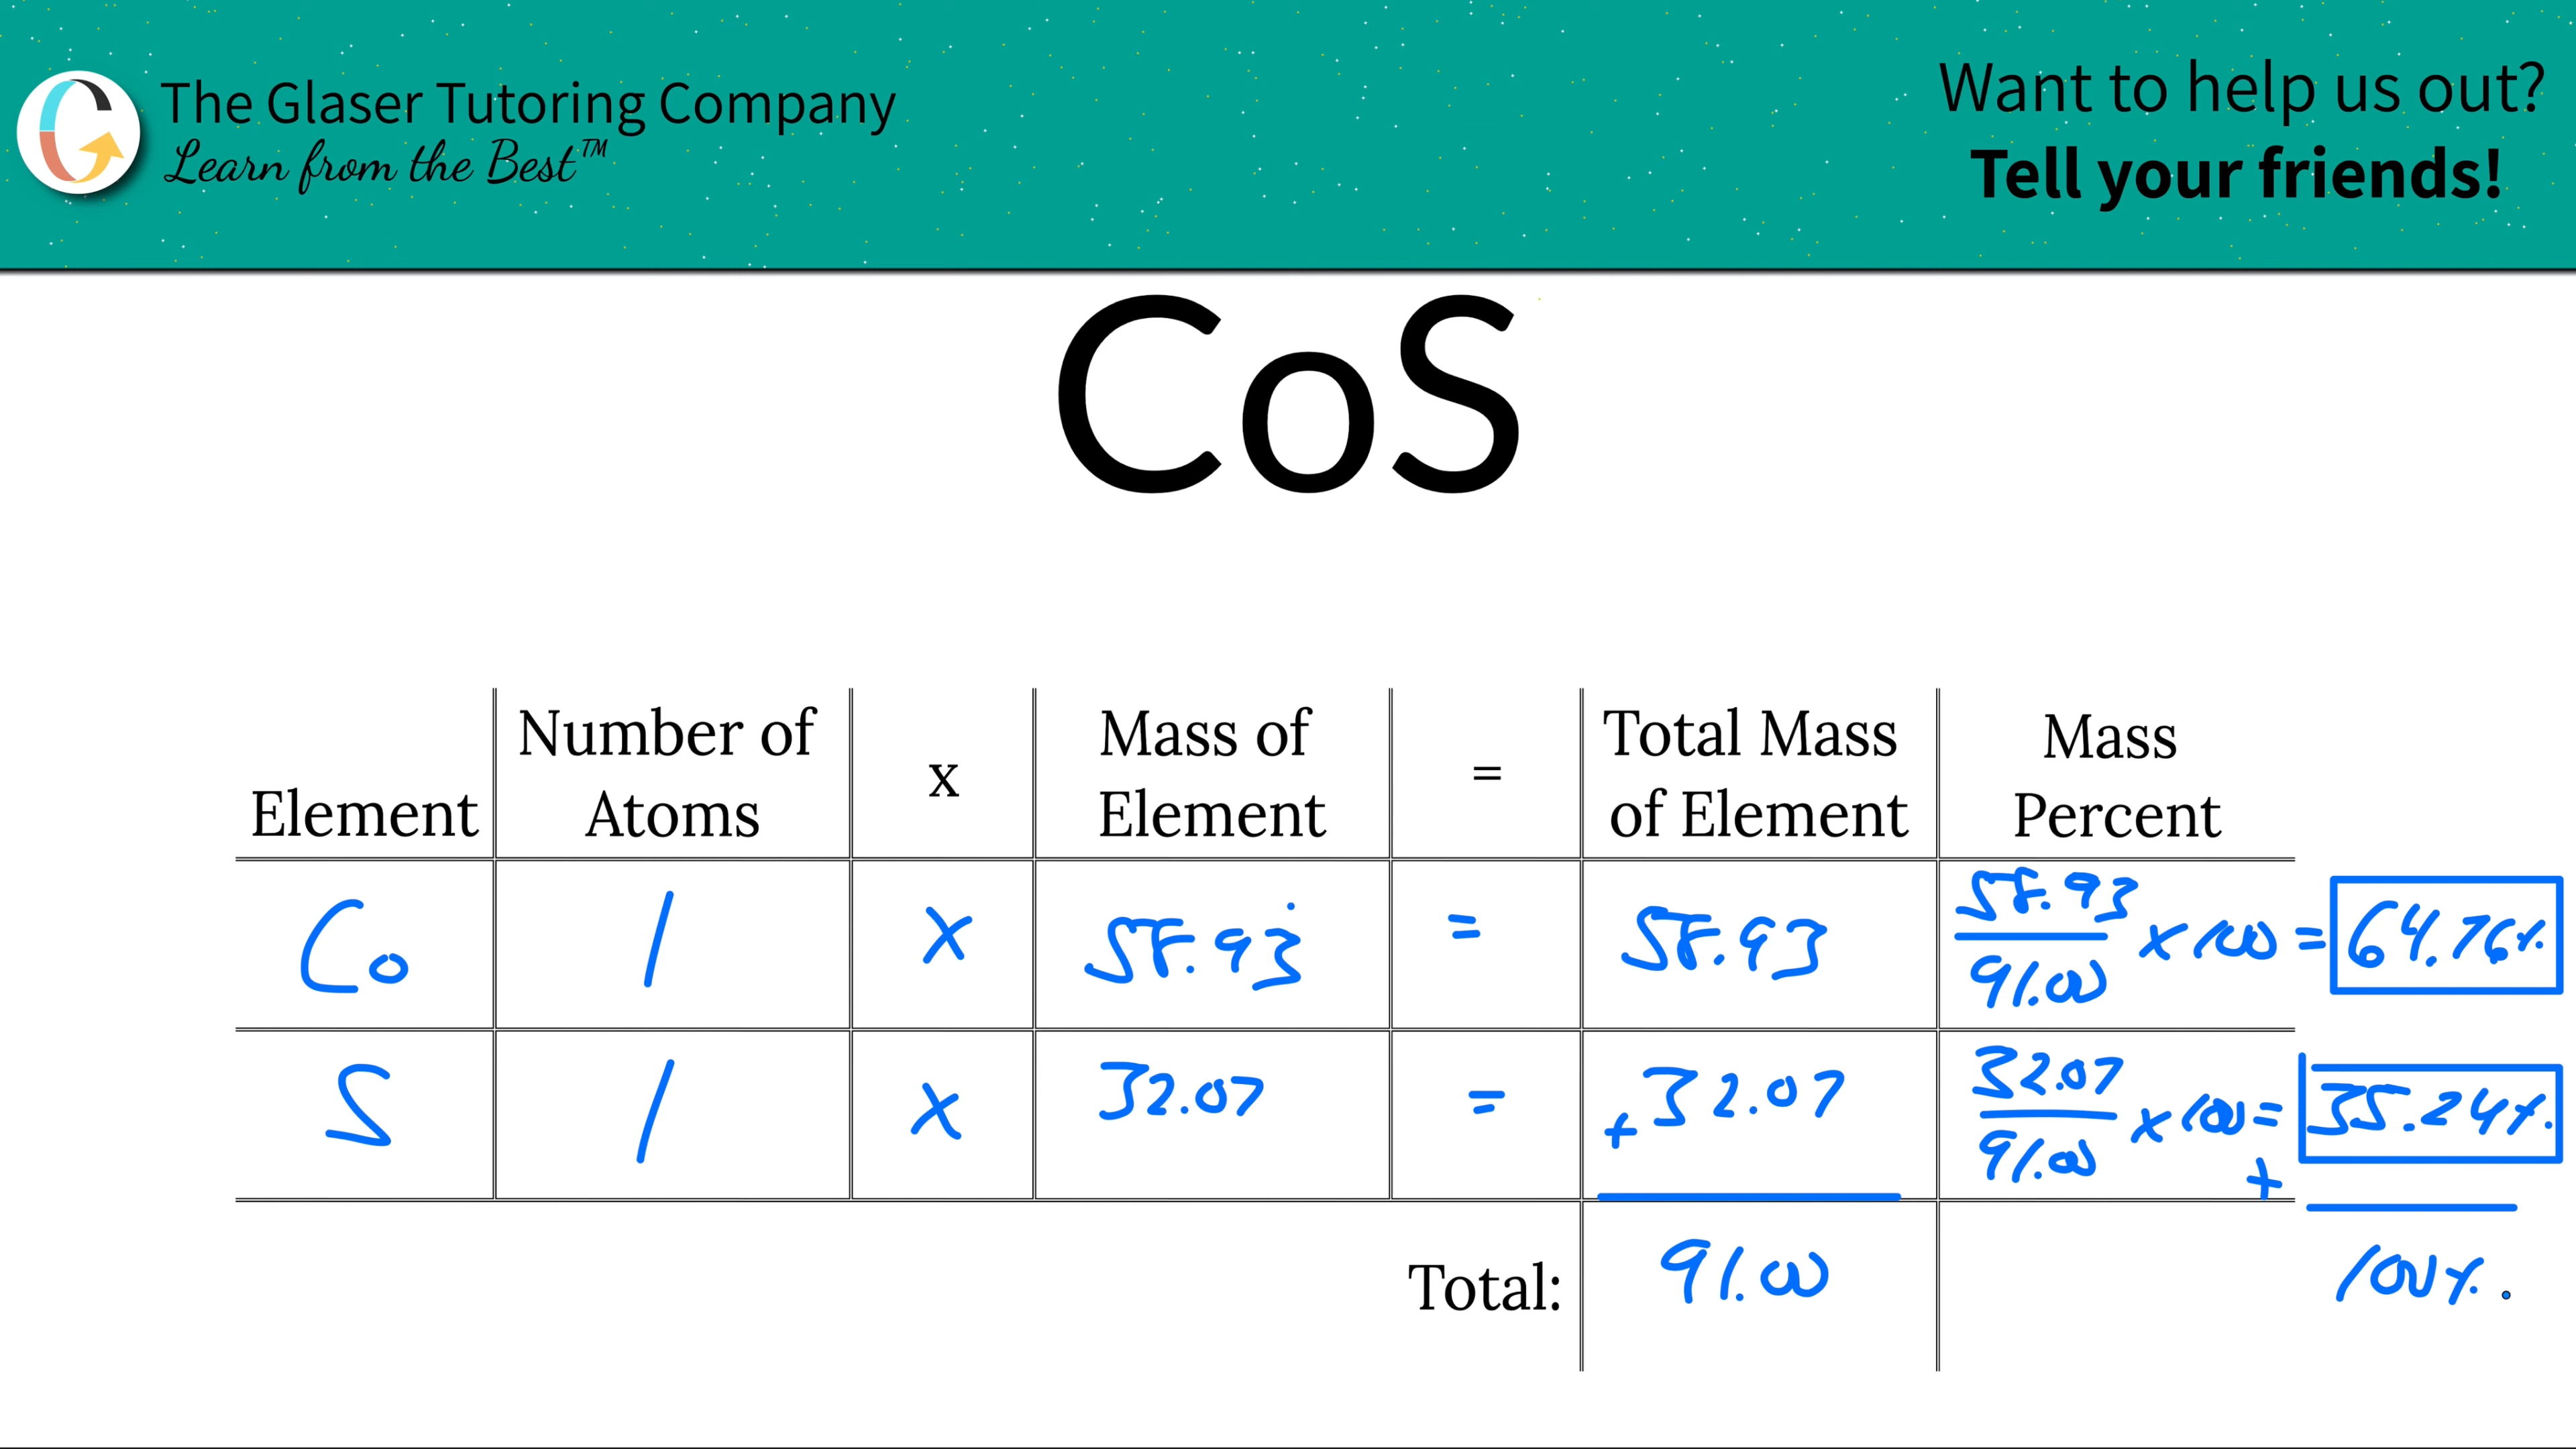 The Glaser Tutoring Company
Learn from the Best™
Want to help us out?
Tell your friends!
CoS
Element Number of Atoms x Mass of Element = Total Mass of Element Mass Percent
Co 1 x 58.93 = 58.93 58.93/91.00 x 100 = 64.76%
S 1 x 32.07 = +32.07 32.07/91.00 x 100 = 35.24%
+
Total: 91.00 100%